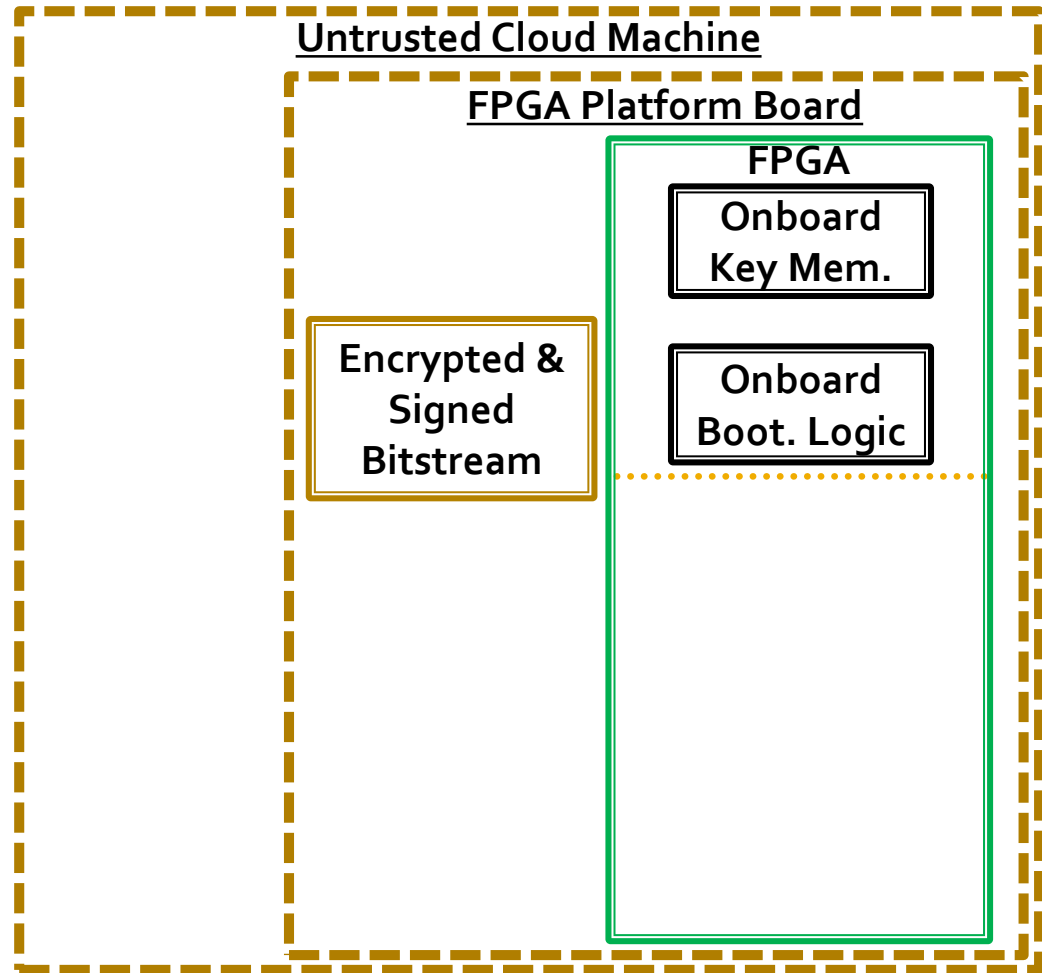 Untrusted Cloud Machine
FPGA Platform Board
FPGA
Onboard
Key Mem.
Encrypted &
Signed
Bitstream
Onboard
Boot. Logic